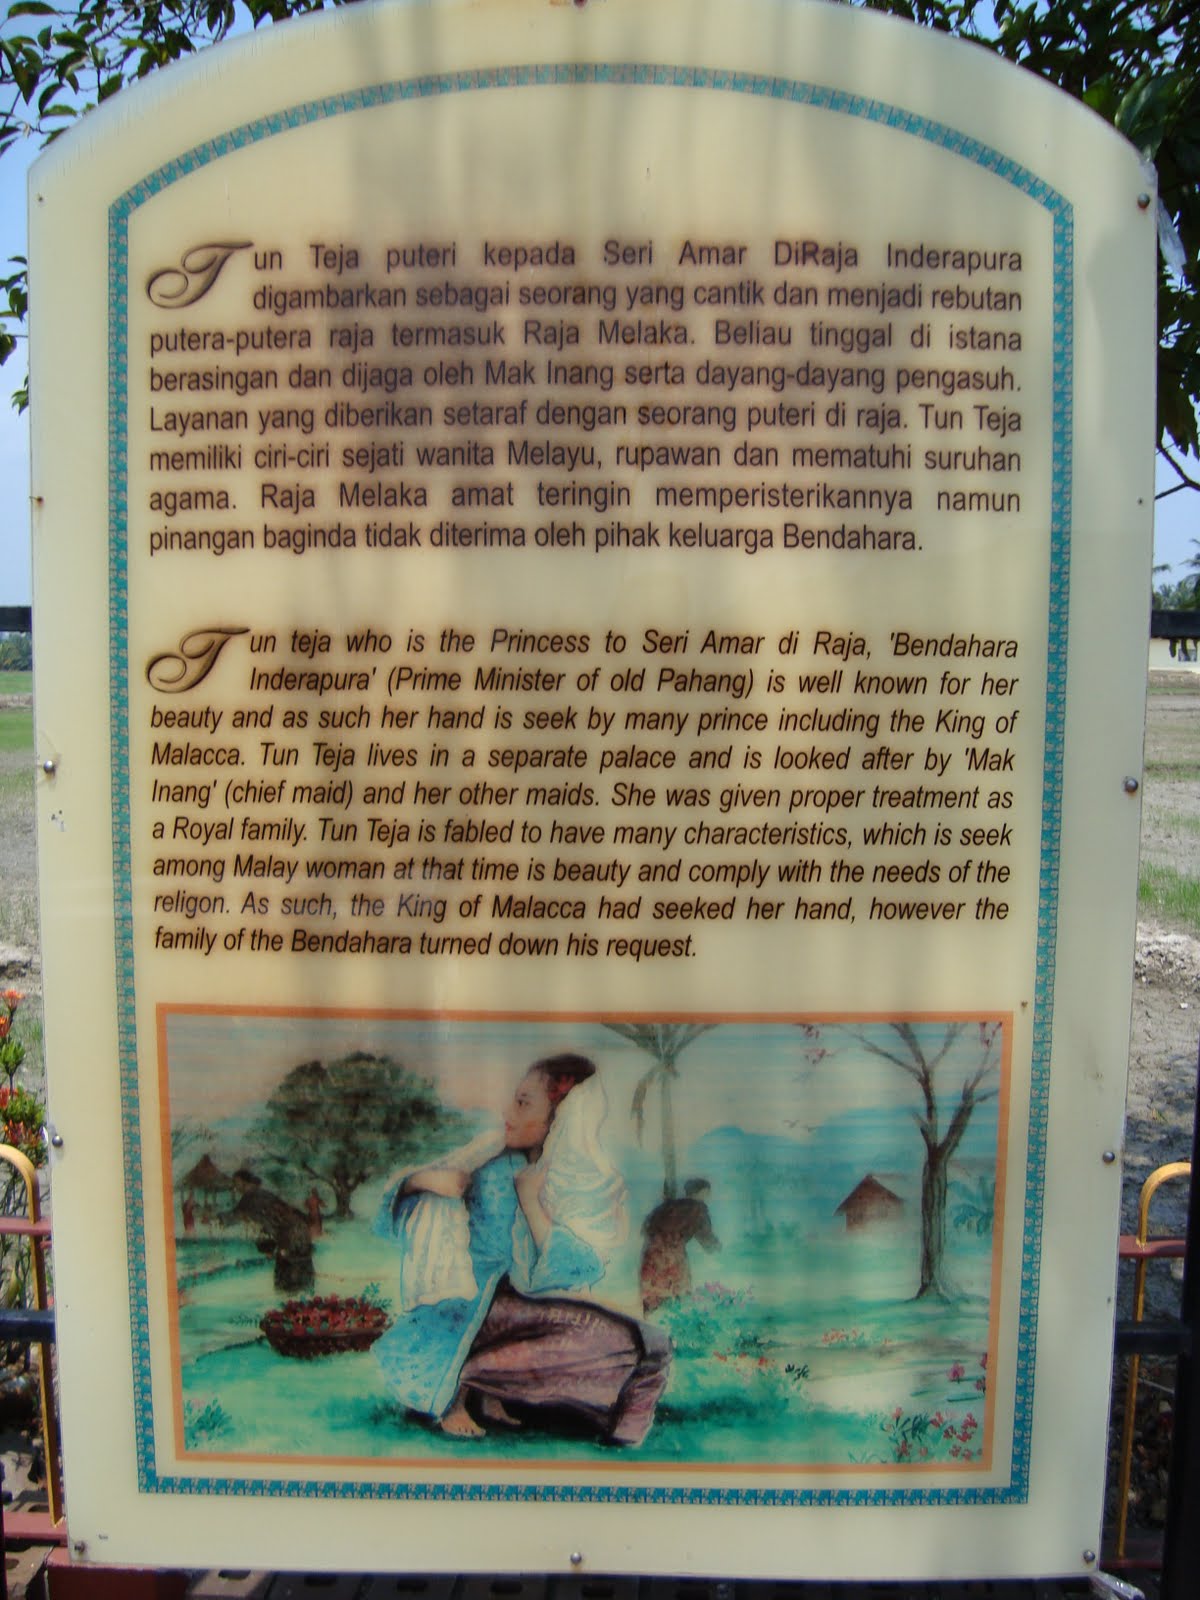 Tun Teja puteri kepada Seri Amar DiRaja Inderapura
digambarkan sebagai seorang yang cantik dan menjadi rebutan
putera-putera raja termasuk Raja Melaka. Beliau tinggal di istana
berasingan dan dijaga oleh Mak Inang serta dayang-dayang pengasuh.
Layanan yang diberikan setaraf dengan seorang puteri di raja. Tun Teja
memiliki ciri-ciri sejati wanita Melayu, rupawan dan mematuhi suruhan
agama. Raja Melaka amat teringin memperisterikannya namun
pinangan baginda tidak diterima oleh pihak keluarga Bendahara.
Tun teja who is the Princess to Seri Amar di Raja, 'Bendahara
Inderapura' (Prime Minister of old Pahang) is well known for her
beauty and as such her hand is seek by many prince including the King of
Malacca. Tun Teja lives in a separate palace and is looked after by 'Mak
Inang' (chief maid) and her other maids. She was given proper treatment as
a Royal family. Tun Teja is fabled to have many characteristics, which is seek
among Malay woman at that time is beauty and comply with the needs of the
religon. As such, the King of Malacca had seeked her hand, however the
family of the Bendahara turned down his request.